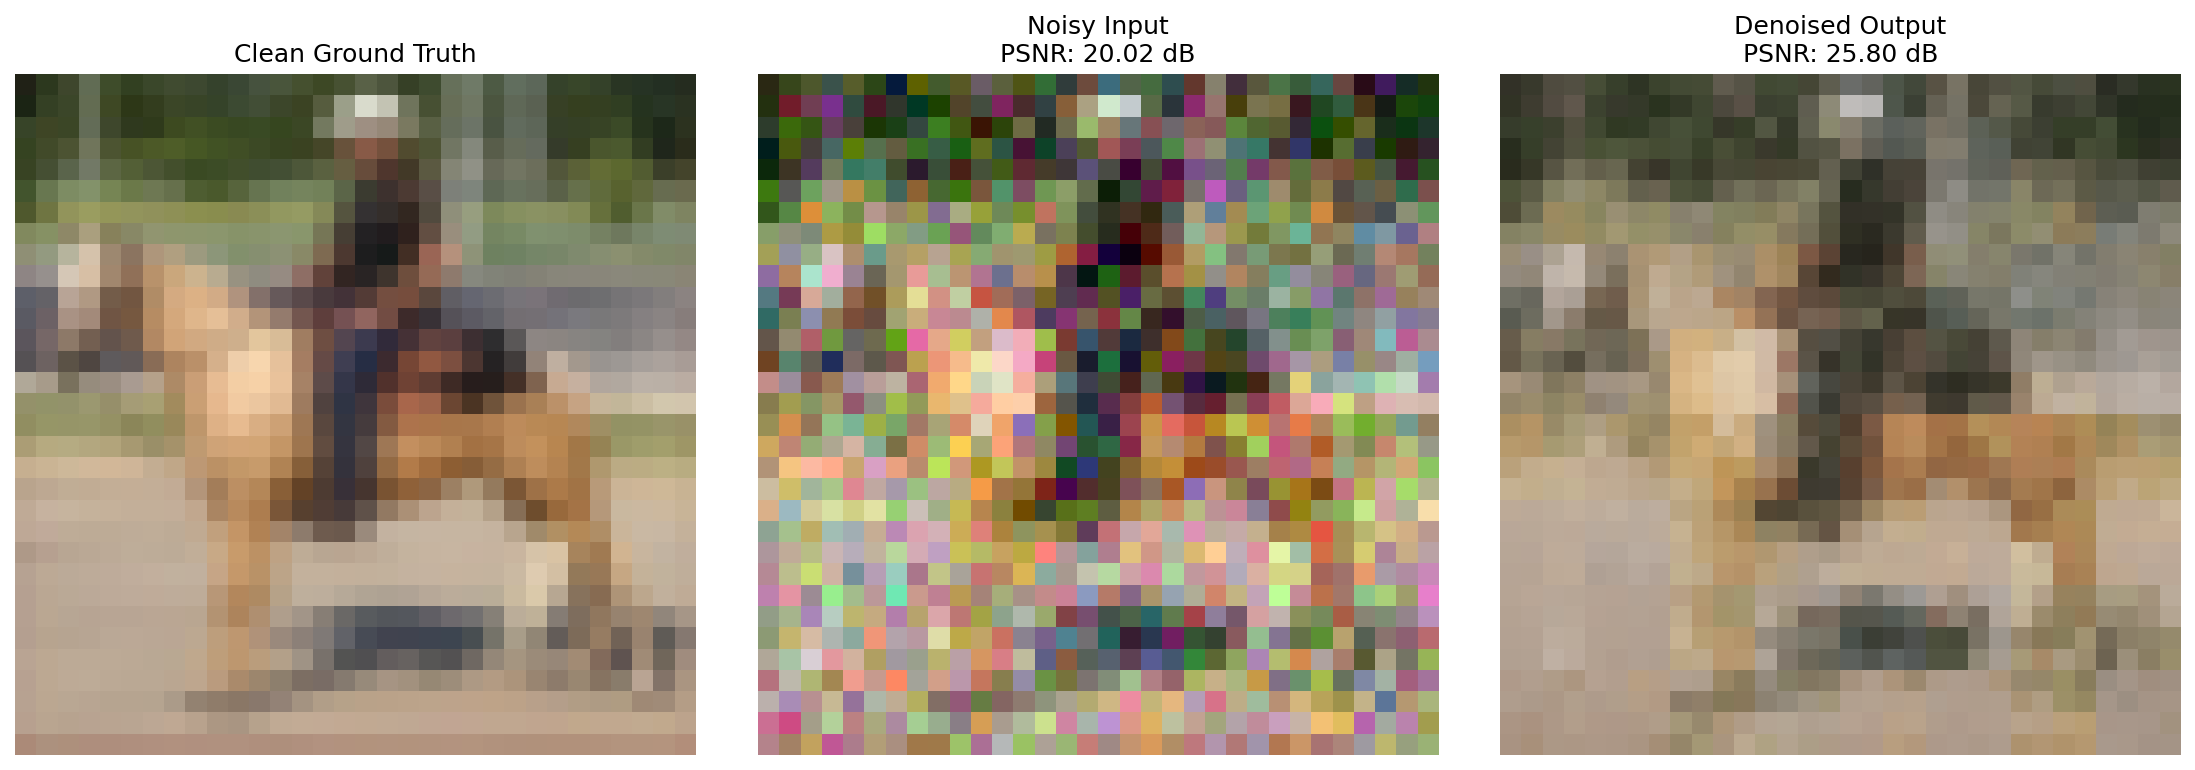 Clean Ground Truth
Noisy Input
PSNR: 20.02 dB
Denoised Output
PSNR: 25.80 dB